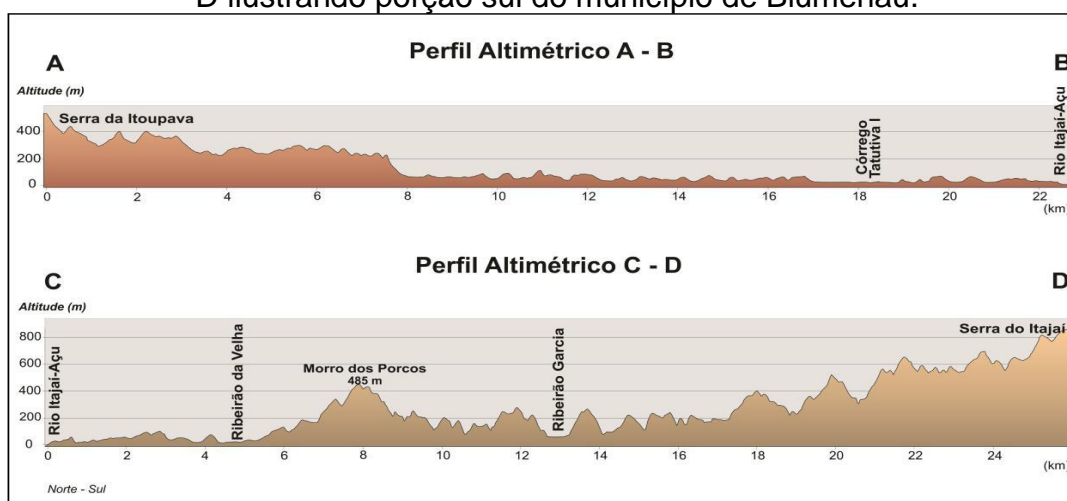 D ilustrando porção sul do município de Blumenau.
Perfil Altimétrico A - B
A
B
Altitude (m)
Serra da Itoupava
Córrego
Tatutiva I
Rio Itajaí-Açu
400
200
0
0 2 4 6 8 10 12 14 16 18 20 22
(km)
Perfil Altimétrico C - D
C
D
Altitude (m)
Serra do Itajaí
Rio Itajaí-Açu
Ribeirão da Velha
Morro dos Porcos
485 m
Ribeirão Garcia
800
600
400
200
0
0 2 4 6 8 10 12 14 16 18 20 22 24
(km)
Norte - Sul